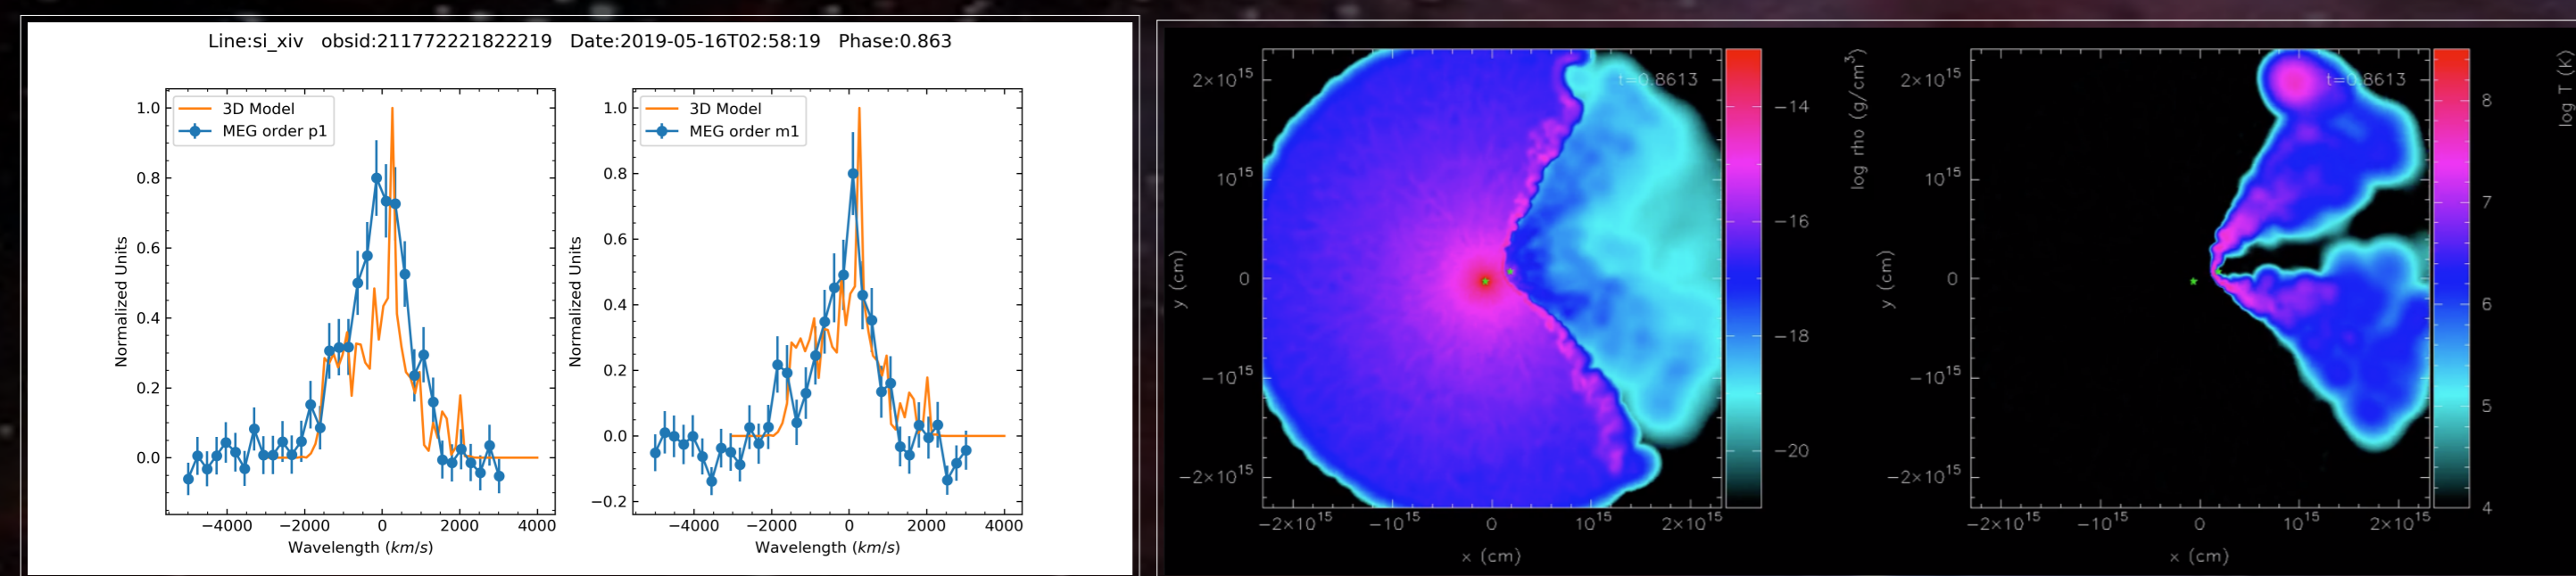 Line:si_xiv obsid:211772221822219 Date:2019-05-16T02:58:19 Phase:0.863
3D Model
MEG order p1
1.0
0.8
0.6
0.4
0.2
0.0
Normalized Units
−4000 −2000 0 2000 4000
Wavelength (km/s)
3D Model
MEG order m1
1.0
0.8
0.6
0.4
0.2
0.0
−0.2
Normalized Units
−4000 −2000 0 2000 4000
Wavelength (km/s)
t=0.8613
2×10¹⁵
10¹⁵
0
−10¹⁵
−2×10¹⁵
y (cm)
−2×10¹⁵ −10¹⁵ 0 10¹⁵ 2×10¹⁵
x (cm)
−14
−16
−18
−20
log rho (g/cm³)
t=0.8613
2×10¹⁵
10¹⁵
0
−10¹⁵
−2×10¹⁵
y (cm)
−2×10¹⁵ −10¹⁵ 0 10¹⁵ 2×10¹⁵
x (cm)
8
7
6
5
4
log T (K)